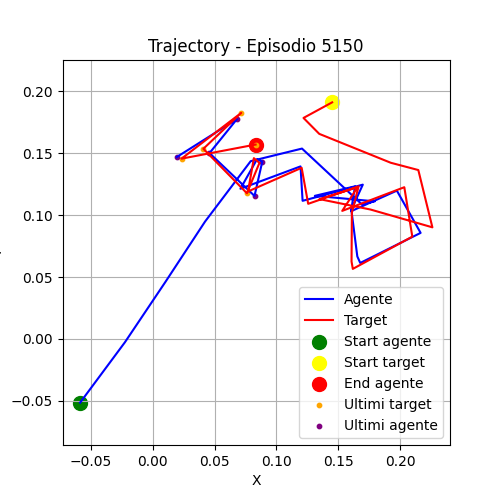 Trajectory - Episodio 5150
0.20
0.15
0.10
0.05
0.00
−0.05
−0.05
0.00
0.05
0.10
0.15
0.20
X
Agente
Target
Start agente
Start target
End agente
Ultimi target
Ultimi agente